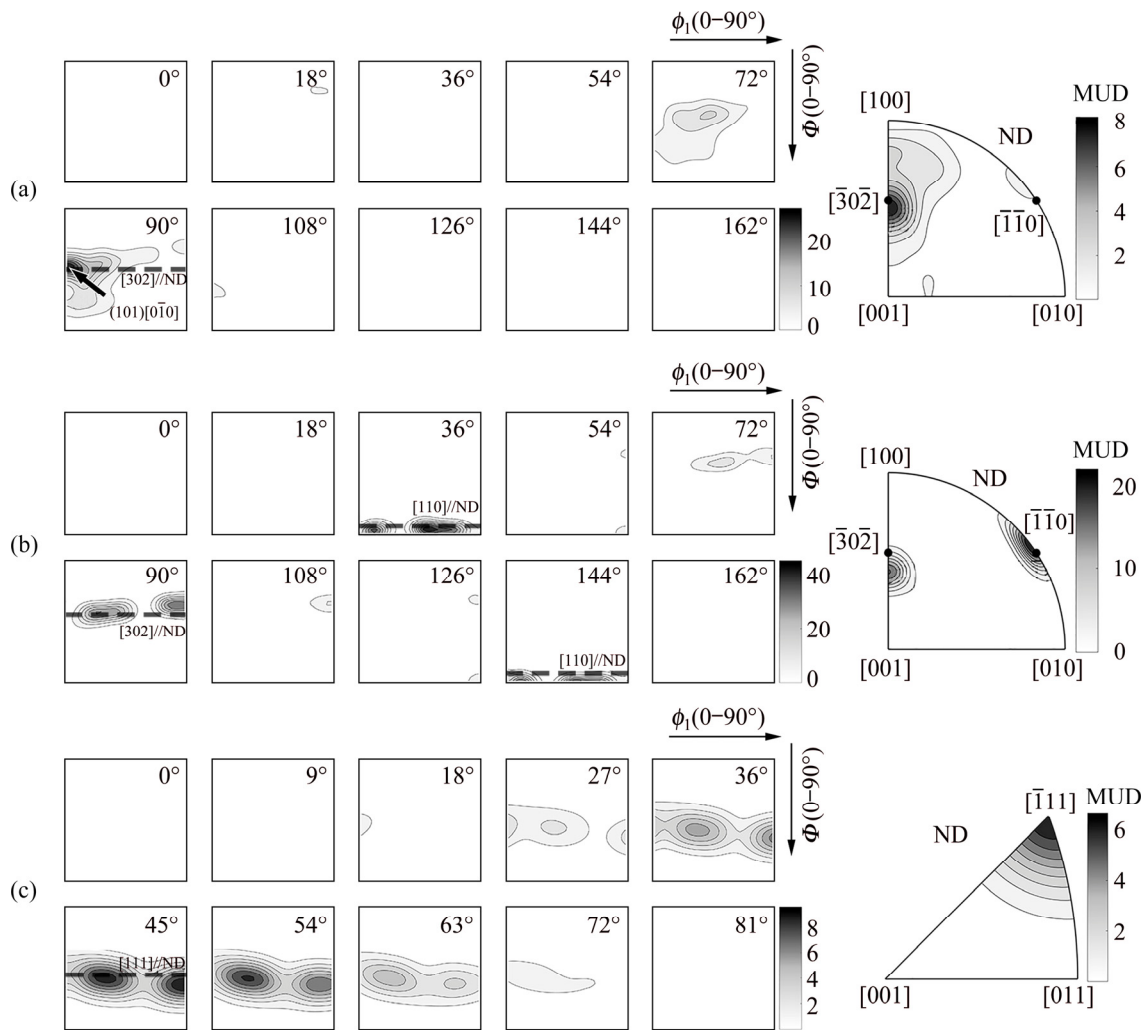 ϕ₁(0−90°)
Φ(0−90°)
0° 18° 36° 54° 72°
(a)
90° 108° 126° 144° 162°
[302]//ND
(101)[01̄0]
20
10
0
[100]
ND
[3̄02̄]
[1̄1̄0]
[001] [010]
MUD
8
6
4
2
ϕ₁(0−90°)
Φ(0−90°)
0° 18° 36° 54° 72°
[110]//ND
(b)
90° 108° 126° 144° 162°
[302]//ND
[110]//ND
40
20
0
[100]
ND
[1̄1̄0]
[3̄02̄]
[001] [010]
MUD
20
10
0
ϕ₁(0−90°)
Φ(0−90°)
0° 9° 18° 27° 36°
(c)
45° 54° 63° 72° 81°
[111]//ND
8
6
4
2
[1̄11]
ND
[001] [011]
MUD
6
4
2